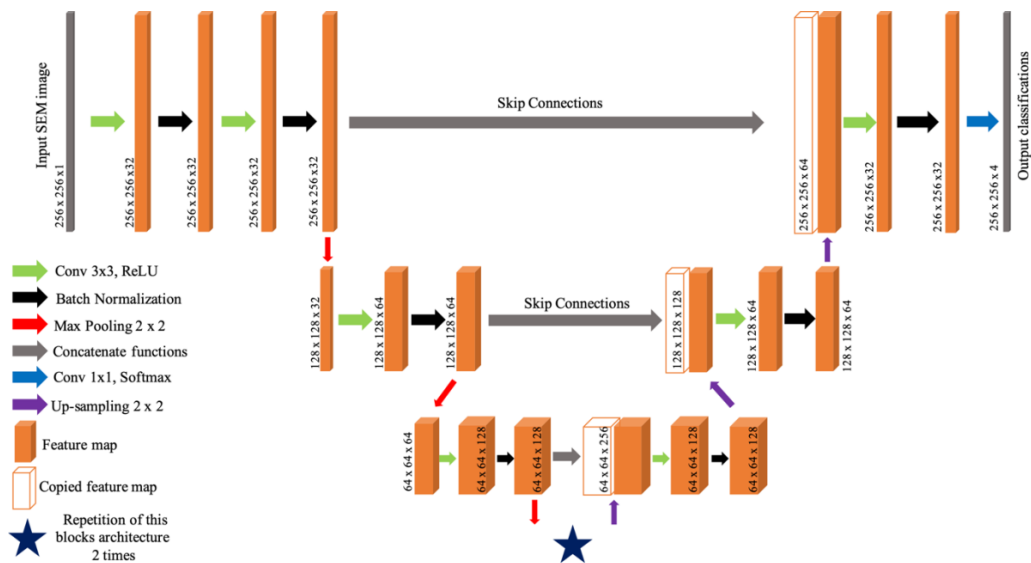 Input SEM image
256 x 256 x1
256 x 256 x32
256 x 256 x32
256 x 256 x32
256 x 256 x32
Skip Connections
256 x 256 x 64
256 x 256 x32
256 x 256 x32
256 x 256 x 4
Output classifications
Conv 3x3, ReLU
Batch Normalization
Max Pooling 2 x 2
Concatenate functions
Conv 1x1, Softmax
Up-sampling 2 x 2
Feature map
Copied feature map
Repetition of this
blocks architecture
2 times
128 x 128 x 32
128 x 128 x 64
128 x 128 x 64
Skip Connections
128 x 128 x 128
128 x 128 x 64
128 x 128 x 64
64 x 64 x 64
64 x 64 x 128
64 x 64 x 128
64 x 64 x 256
64 x 64 x 128
64 x 64 x 128